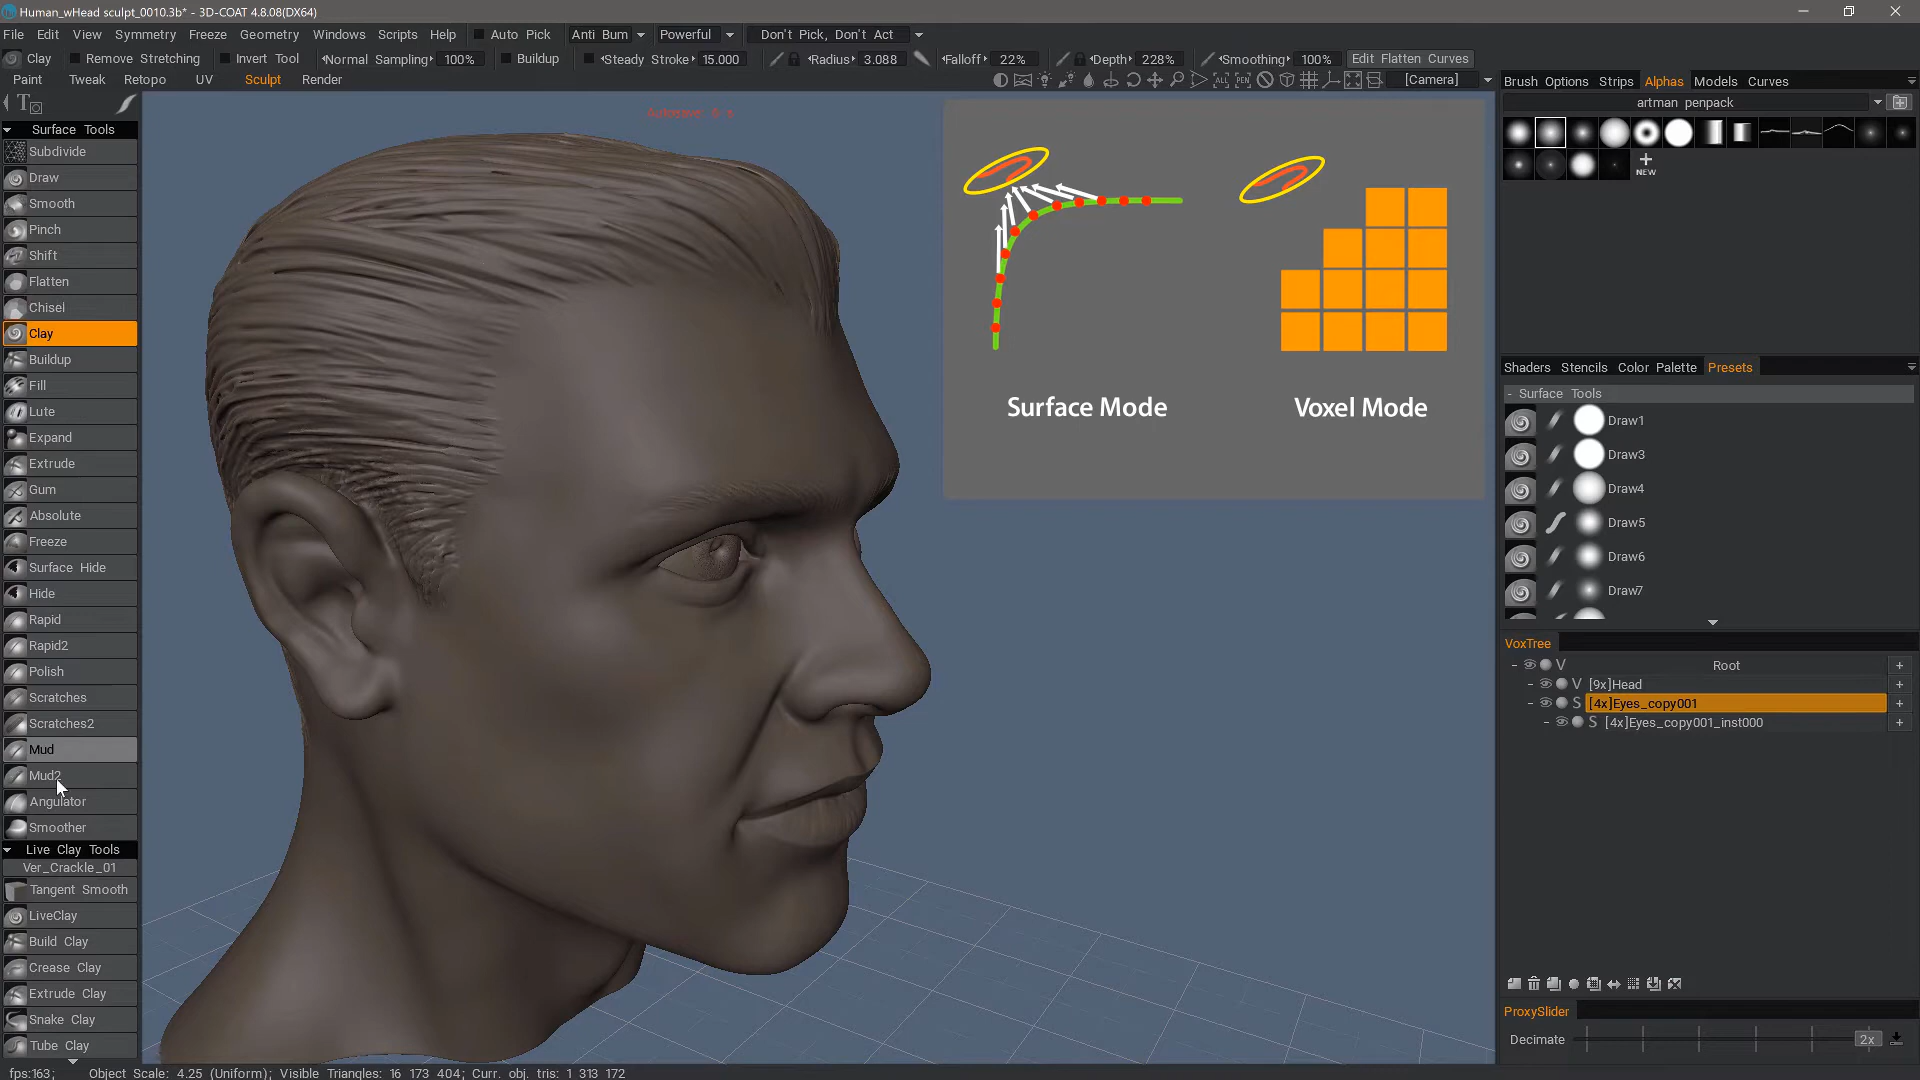 Human_wHead sculpt_0010.3b* - 3D-COAT 4.8.08(DX64)
File Edit View Symmetry Freeze Geometry Windows Scripts Help Auto Pick Anti Bum Powerful Don't Pick, Don't Act
Clay Remove Stretching Invert Tool Normal Sampling 100% Buildup Steady Stroke 15.000 Radius 3.088 Falloff 22% Depth 228% Smoothing 100% Edit Flatten Curves
Paint Tweak Retopo UV Sculpt Render [Camera]
Brush Options Strips Alphas Models Curves
artman penpack
NEW
Autosave 0 s
Surface Tools
Subdivide
Draw
Smooth
Pinch
Shift
Flatten
Chisel
Clay
Buildup
Fill
Lute
Expand
Extrude
Gum
Absolute
Freeze
Surface Hide
Hide
Rapid
Rapid2
Polish
Scratches
Scratches2
Mud
Mud2
Angulator
Smoother
Live Clay Tools
Ver_Crackle_01
Tangent Smooth
LiveClay
Build Clay
Crease Clay
Extrude Clay
Snake Clay
Tube Clay
Surface Mode
Voxel Mode
Shaders Stencils Color Palette Presets
- Surface Tools
Draw1
Draw3
Draw4
Draw5
Draw6
Draw7
VoxTree
V Root +
V [9x]Head +
S [4x]Eyes_copy001 +
S [4x]Eyes_copy001_inst000 +
ProxySlider
Decimate 2x
fps:163; Object Scale: 4.25 (Uniform); Visible Triangles: 16 173 404; Curr. obj. tris: 1 313 172